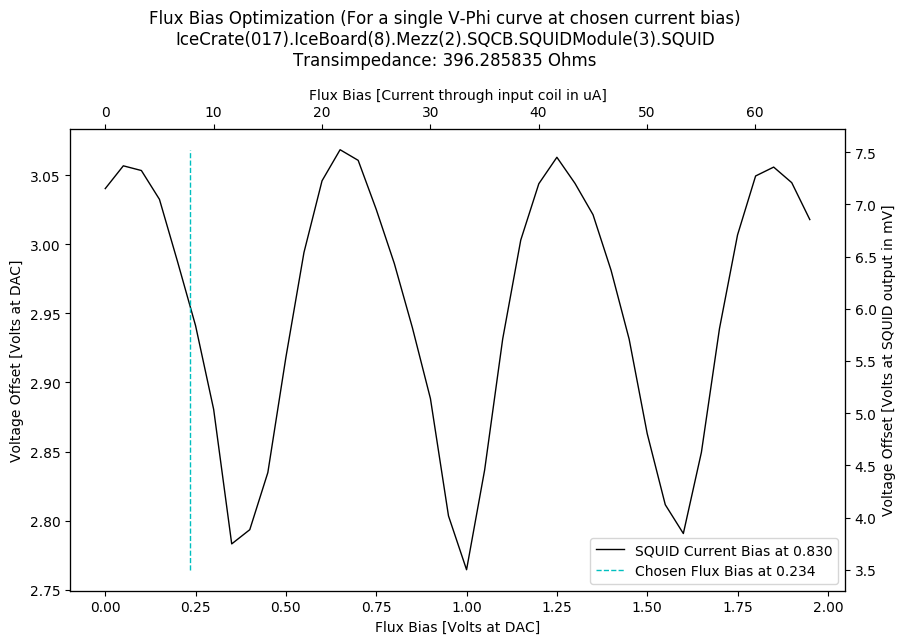 Flux Bias Optimization (For a single V-Phi curve at chosen current bias)
IceCrate(017).IceBoard(8).Mezz(2).SQCB.SQUIDModule(3).SQUID
Transimpedance: 396.285835 Ohms
Flux Bias [Current through input coil in uA]
0 10 20 30 40 50 60
Voltage Offset [Volts at DAC]
3.05
3.00
2.95
2.90
2.85
2.80
2.75
7.5
7.0
6.5
6.0
5.5
5.0
4.5
4.0
3.5
Voltage Offset [Volts at SQUID output in mV]
SQUID Current Bias at 0.830
Chosen Flux Bias at 0.234
0.00 0.25 0.50 0.75 1.00 1.25 1.50 1.75 2.00
Flux Bias [Volts at DAC]